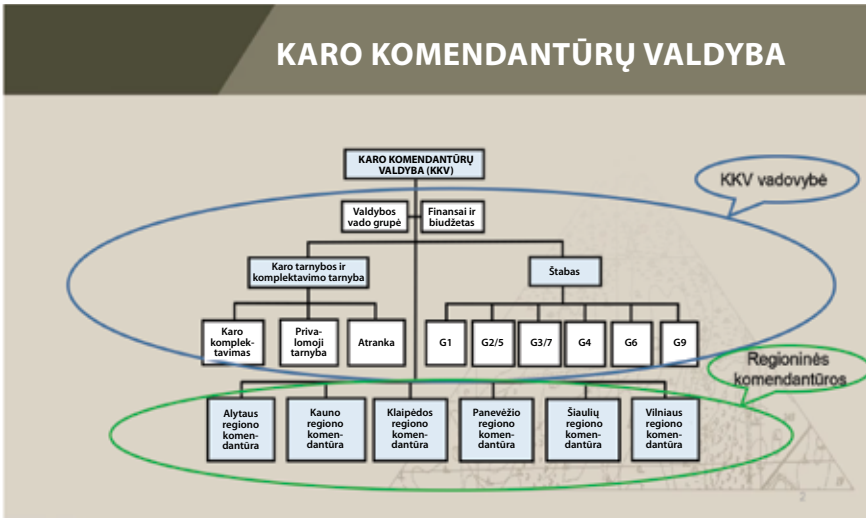 KARO KOMENDANTŪRŲ VALDYBA
KARO KOMENDANTŪRŲ
VALDYBA (KKV)
KKV vadovybė
Valdybos
vado grupė
Finansai ir
biudžetas
Karo tarnybos ir
komplektavimo tarnyba
Štabas
Karo
komplek-
tavimas
Priva-
lomoji
tarnyba
Atranka
G1
G2/5
G3/7
G4
G6
G9
Regioninės
komendantūros
Alytaus
regiono
komen-
dantūra
Kauno
regiono
komen-
dantūra
Klaipėdos
regiono
komen-
dantūra
Panevėžio
regiono
komen-
dantūra
Šiaulių
regiono
komen-
dantūra
Vilniaus
regiono
komen-
dantūra
2